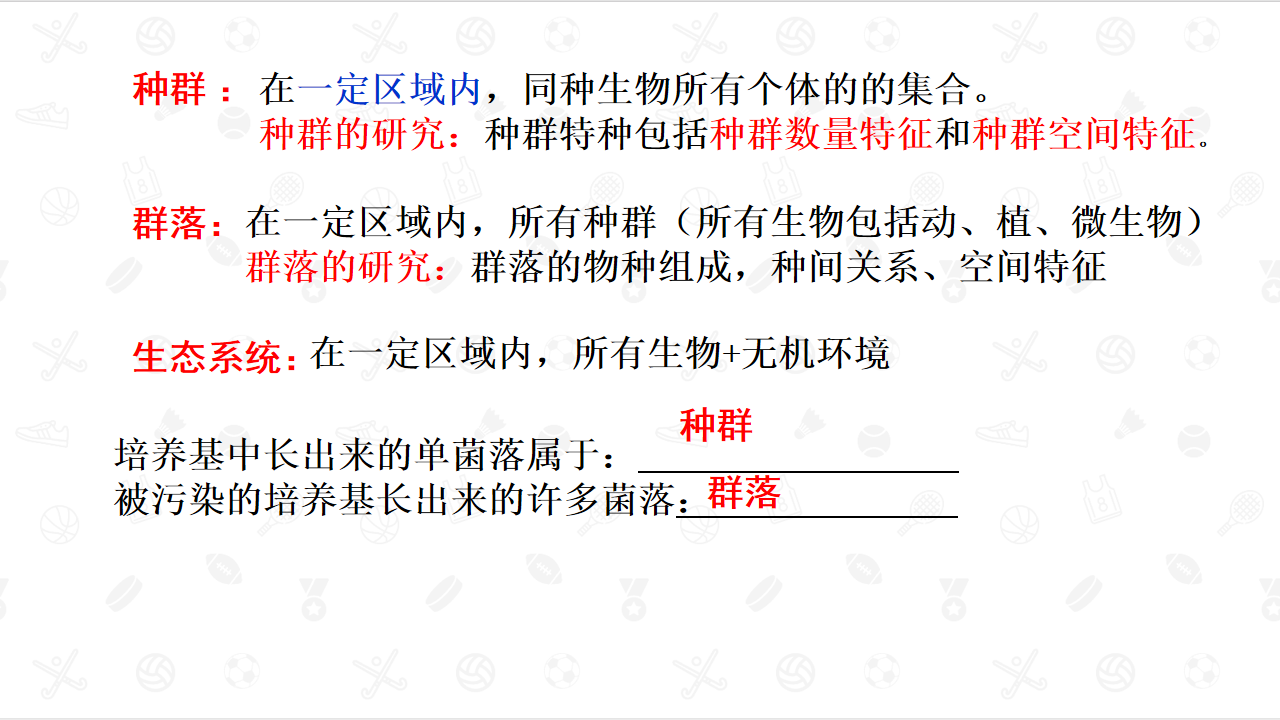 种群： 在一定区域内，同种生物所有个体的的集合。
种群的研究：种群特种包括种群数量特征和种群空间特征。
群落：在一定区域内，所有种群（所有生物包括动、植、微生物）
群落的研究：群落的物种组成，种间关系、空间特征
生态系统：在一定区域内，所有生物+无机环境
种群
培养基中长出来的单菌落属于：
群落
被污染的培养基长出来的许多菌落：